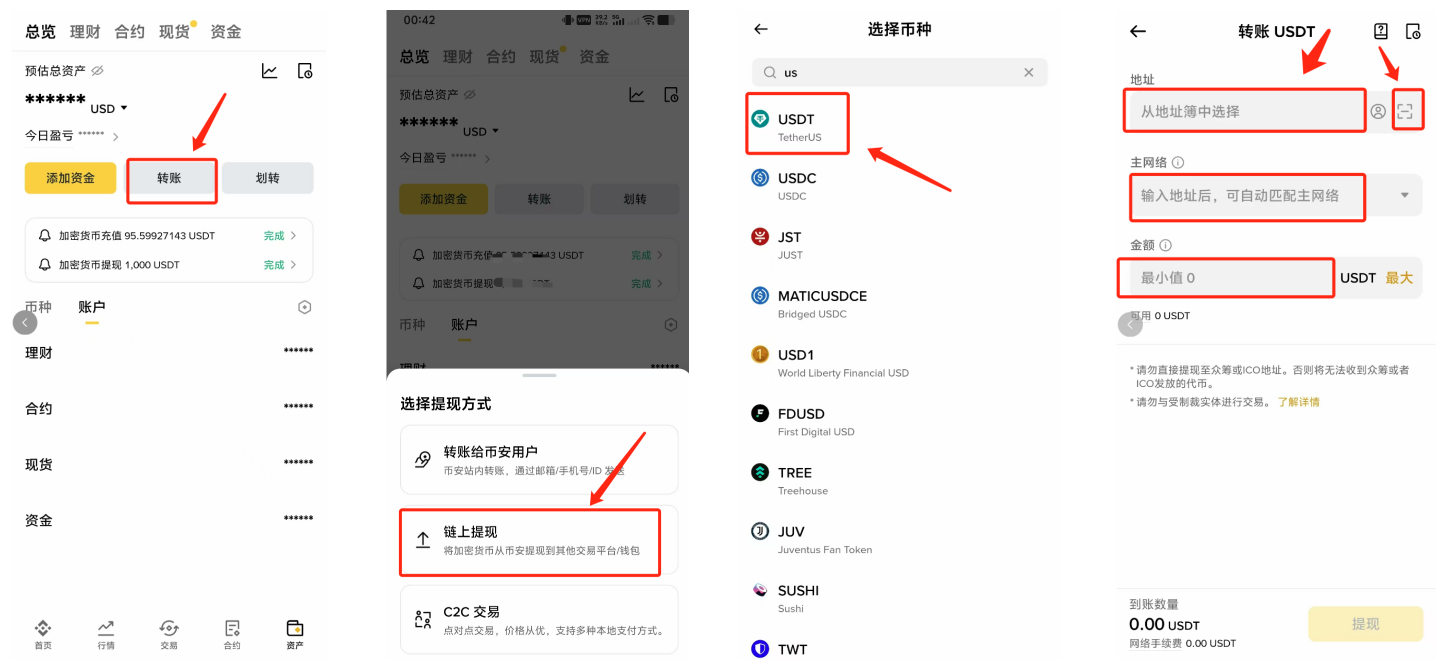 总览 理财 合约 现货 资金
预估总资产
****** USD
今日盈亏 ******
添加资金 转账 划转
加密货币充值 95.59927143 USDT 完成
加密货币提现 1,000 USDT 完成
币种 账户
理财 ******
合约 ******
现货 ******
资金 ******
首页 行情 交易 合约 资产
00:42 VPN 5G
总览 理财 合约 现货 资金
预估总资产
****** USD
今日盈亏 ******
添加资金 转账 划转
加密货币充值 43 USDT 完成
加密货币提现 完成
币种 账户
理财 ******
选择提现方式
转账给币安用户
币安站内转账，通过邮箱/手机号/ID 发送
链上提现
将加密货币从币安提现到其他交易平台/钱包
C2C 交易
点对点交易，价格从优，支持多种本地支付方式。
选择币种
us
USDT
TetherUS
USDC
USDC
JST
JUST
MATICUSDCE
Bridged USDC
USD1
World Liberty Financial USD
FDUSD
First Digital USD
TREE
Treehouse
JUV
Juventus Fan Token
SUSHI
Sushi
TWT
转账 USDT
地址
从地址簿中选择
主网络
输入地址后，可自动匹配主网络
金额
最小值 0 USDT 最大
可用 0 USDT
* 请勿直接提现至众筹或ICO地址。否则将无法收到众筹或者
ICO发放的代币。
* 请勿与受制裁实体进行交易。 了解详情
到账数量
0.00 USDT
网络手续费 0.00 USDT
提现